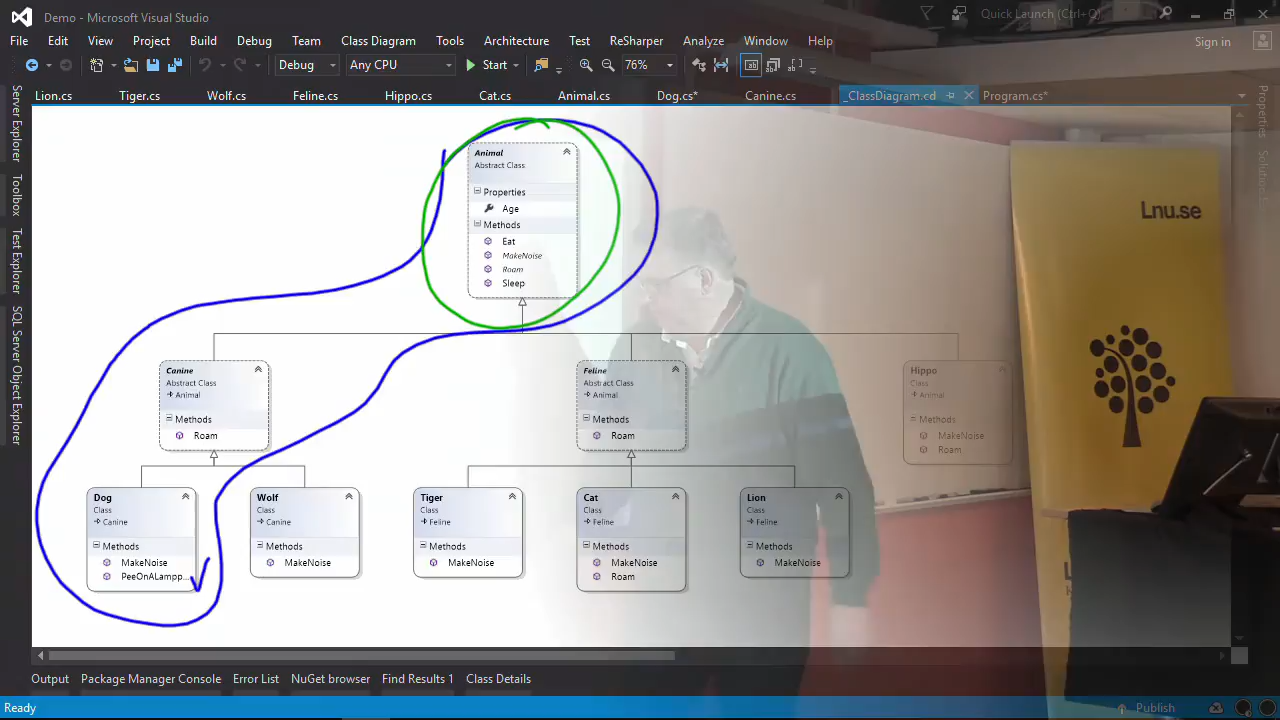 Demo - Microsoft Visual Studio
Quick Launch (Ctrl+Q)
File Edit View Project Build Debug Team Class Diagram Tools Architecture Test ReSharper Analyze Window Help
Sign in
Debug Any CPU Start 76%
Lion.cs Tiger.cs Wolf.cs Feline.cs Hippo.cs Cat.cs Animal.cs Dog.cs* Canine.cs _ClassDiagram.cd Program.cs*
Server Explorer
Toolbox
Test Explorer
SQL Server Object Explorer
Properties
Animal
Abstract Class
Properties
Age
Methods
Eat
MakeNoise
Roam
Sleep
Lnu.se
Canine
Abstract Class
Animal
Methods
Roam
Feline
Abstract Class
Animal
Methods
Roam
Hippo
Class
Animal
Methods
MakeNoise
Roam
Dog
Class
Canine
Methods
MakeNoise
PeeOnALampp...
Wolf
Class
Canine
Methods
MakeNoise
Tiger
Class
Feline
Methods
MakeNoise
Cat
Class
Feline
Methods
MakeNoise
Roam
Lion
Class
Feline
Methods
MakeNoise
Output Package Manager Console Error List NuGet browser Find Results 1 Class Details
Ready
Publish